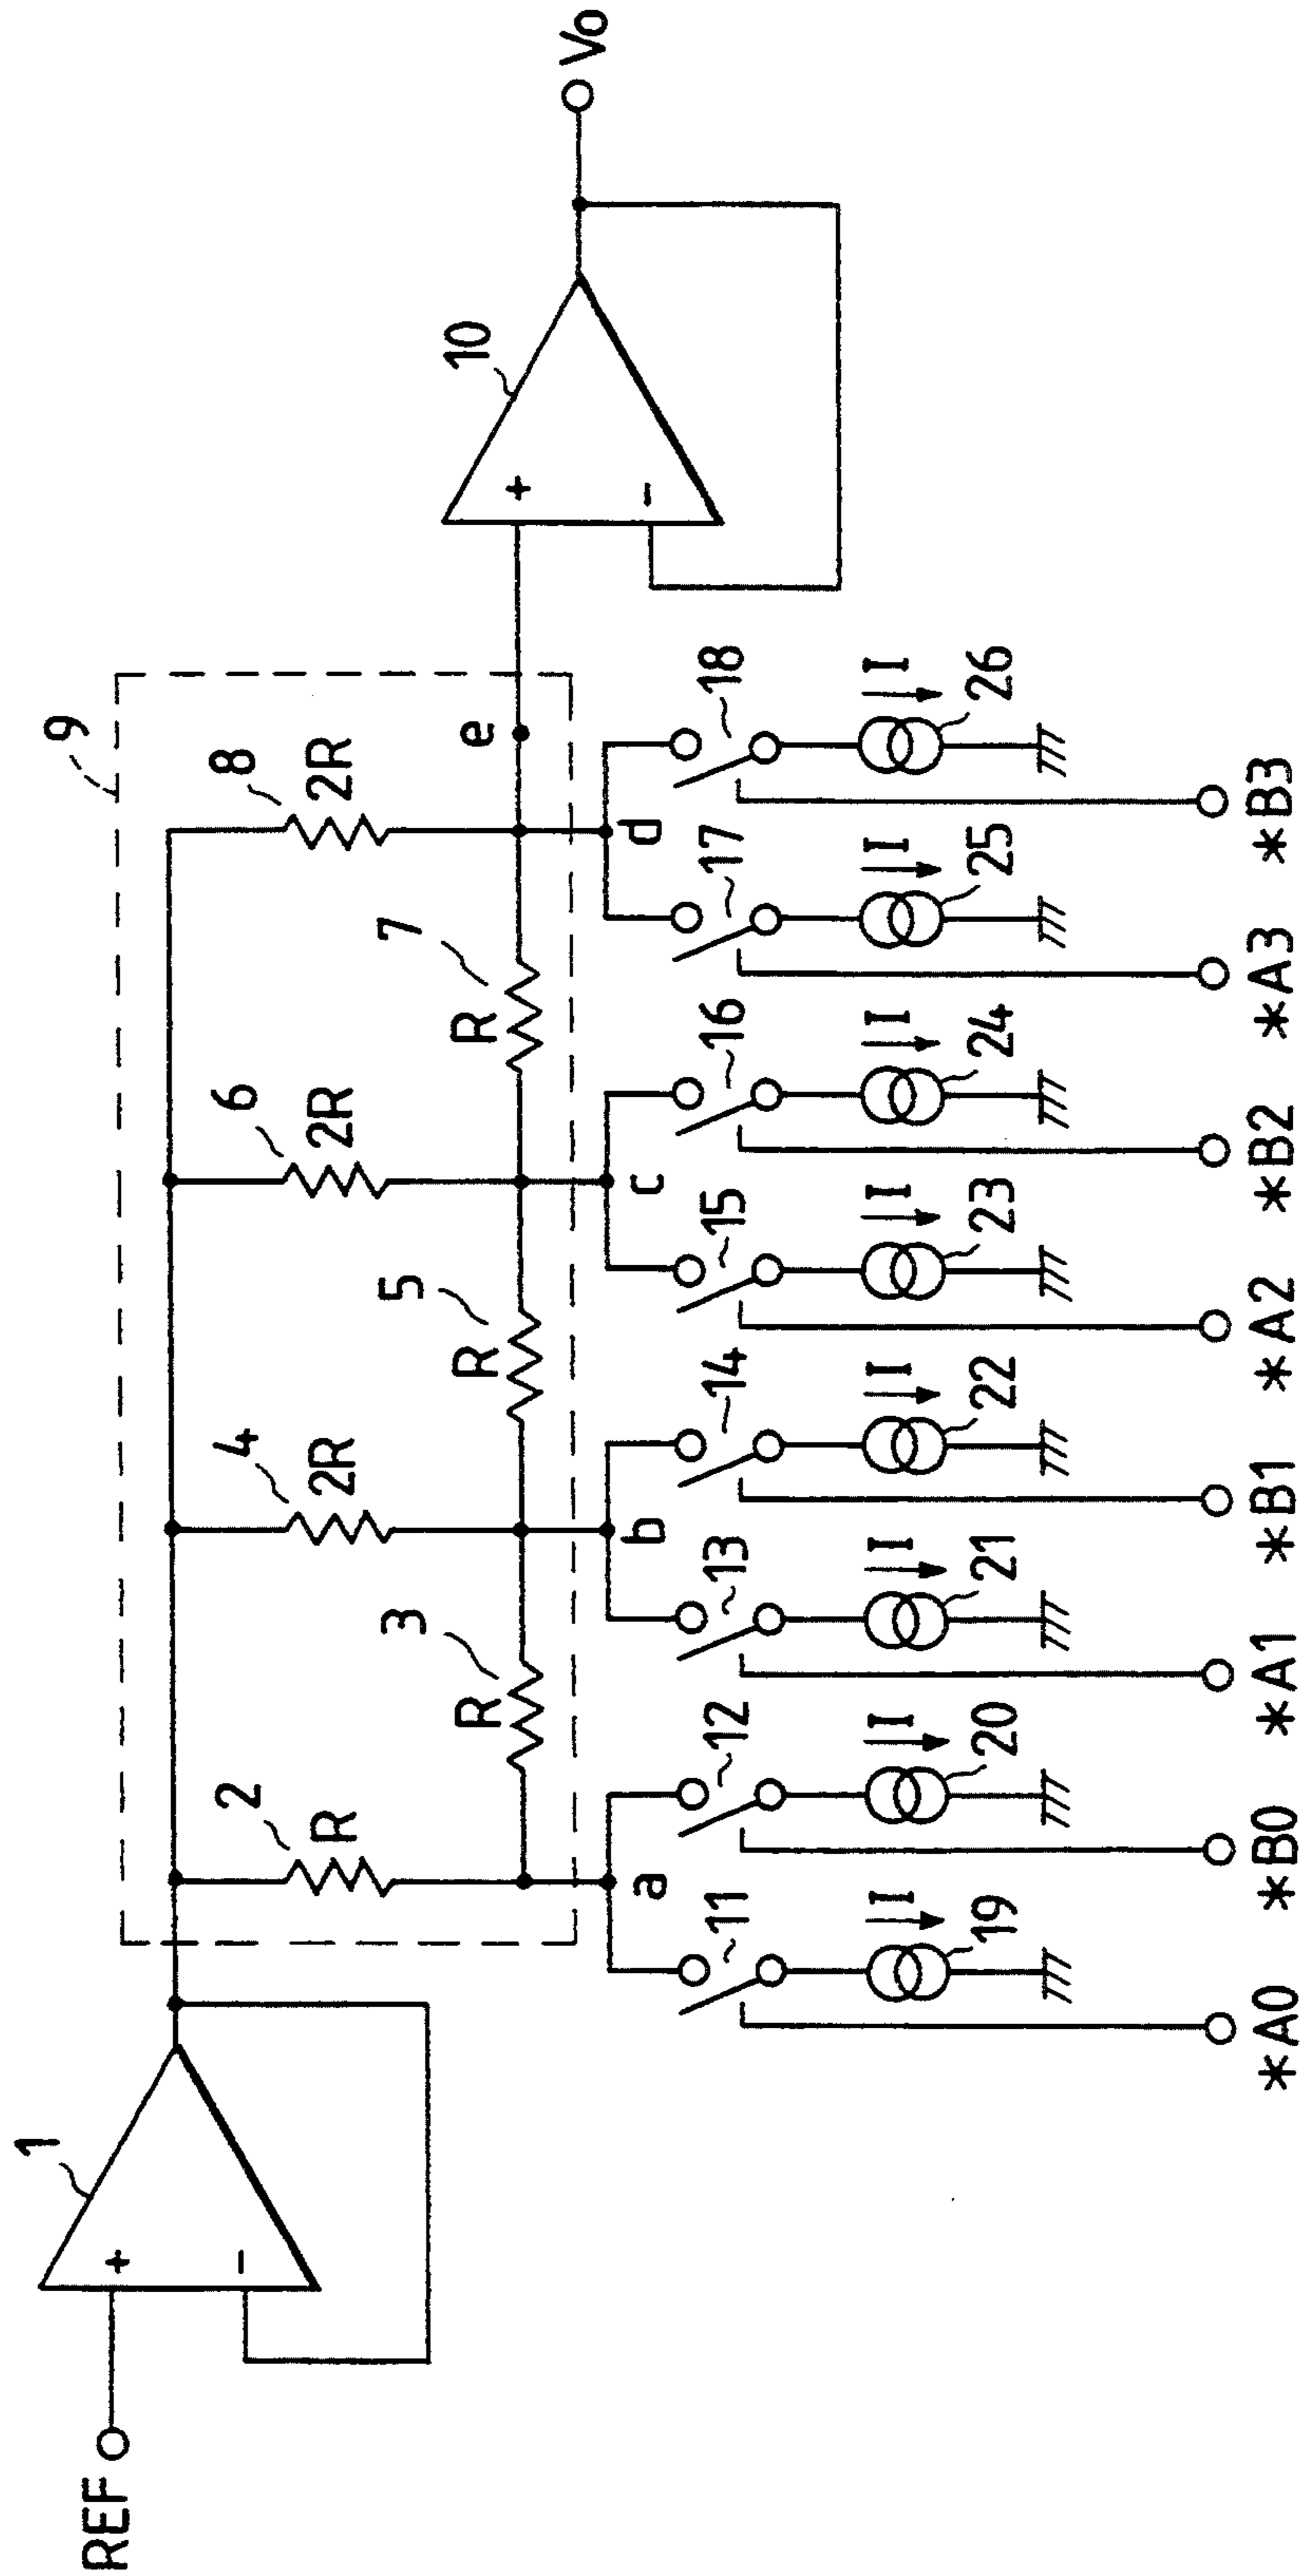 REF
1
+
-
9
2
R
4
2R
6
2R
8
2R
3
R
5
R
7
R
e
10
+
-
Vo
a
b
c
d
11
12
13
14
15
16
17
18
I
I
I
I
I
I
I
I
19
20
21
22
23
24
25
26
*A0
*B0
*A1
*B1
*A2
*B2
*A3
*B3